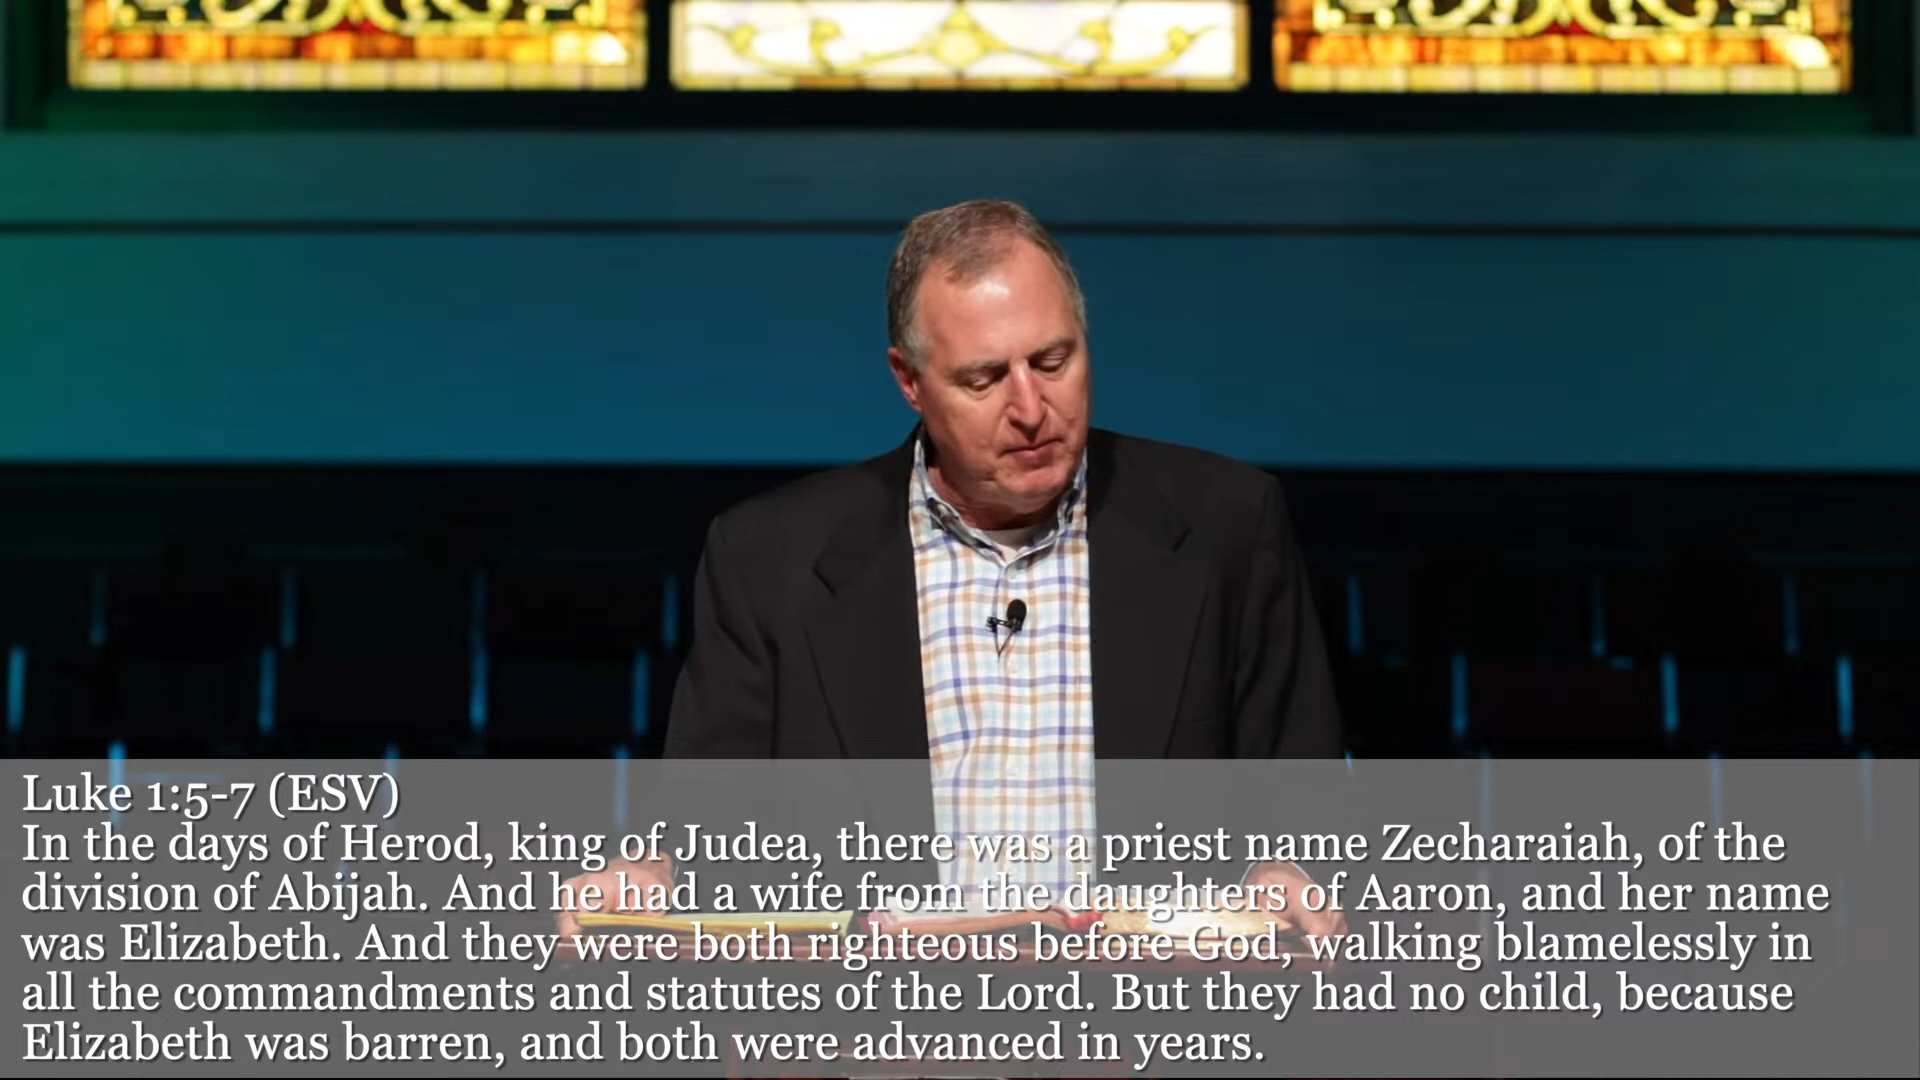 Luke 1:5-7 (ESV)
In the days of Herod, king of Judea, there was a priest name Zecharaiah, of the
division of Abijah. And he had a wife from the daughters of Aaron, and her name
was Elizabeth. And they were both righteous before God, walking blamelessly in
all the commandments and statutes of the Lord. But they had no child, because
Elizabeth was barren, and both were advanced in years.